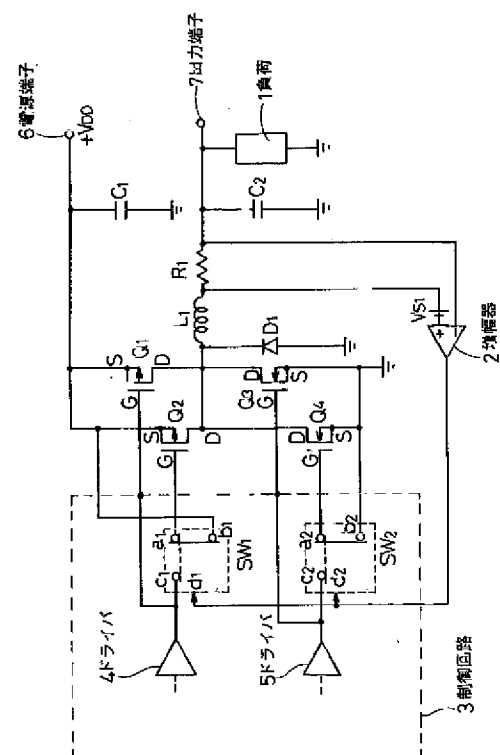 6電源端子
+VDD
7出力端子
1負荷
C1
C2
R1
L1
D1
VS1
+
2増幅器
S
Q1
G
D
S
Q2
G
D
D
Q3
G
S
D
Q4
G
S
a1
b1
c1
d1
SW1
a2
b2
c2
c2
SW2
4ドライバ
5ドライバ
3制御回路